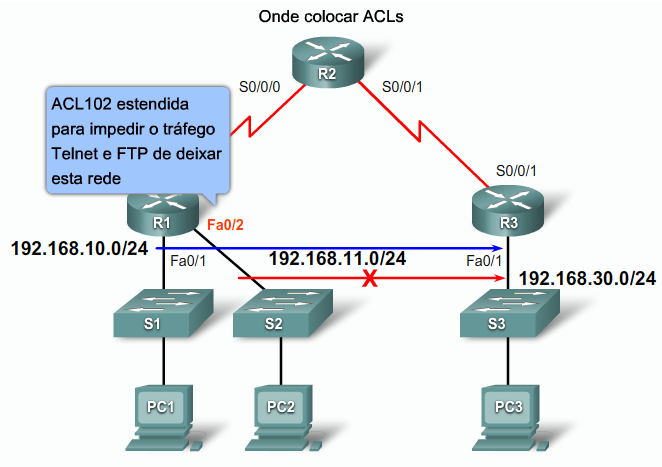 Onde colocar ACLs
R2
S0/0/0
S0/0/1
ACL102 estendida
para impedir o tráfego
Telnet e FTP de deixar
esta rede
S0/0/1
R1
Fa0/2
R3
192.168.10.0/24
Fa0/1
192.168.11.0/24
Fa0/1
192.168.30.0/24
X
S1
S2
S3
PC1
PC2
PC3